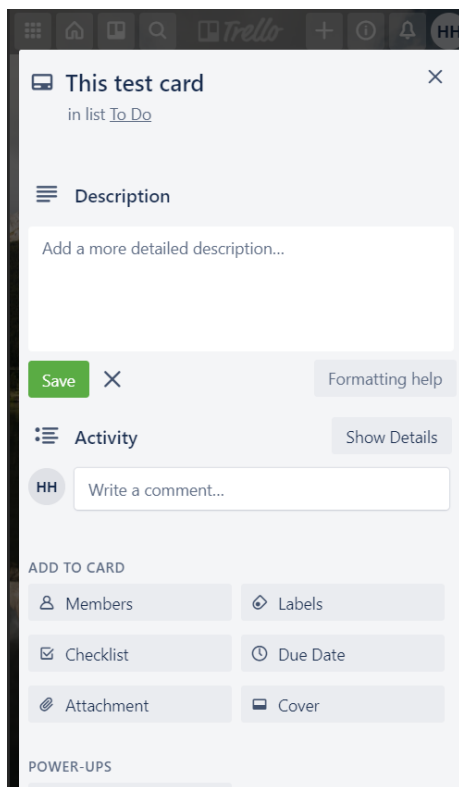 Trello
HH
This test card
in list To Do
Description
Add a more detailed description...
Save
Formatting help
Activity
Show Details
HH
Write a comment...
ADD TO CARD
Members
Labels
Checklist
Due Date
Attachment
Cover
POWER-UPS